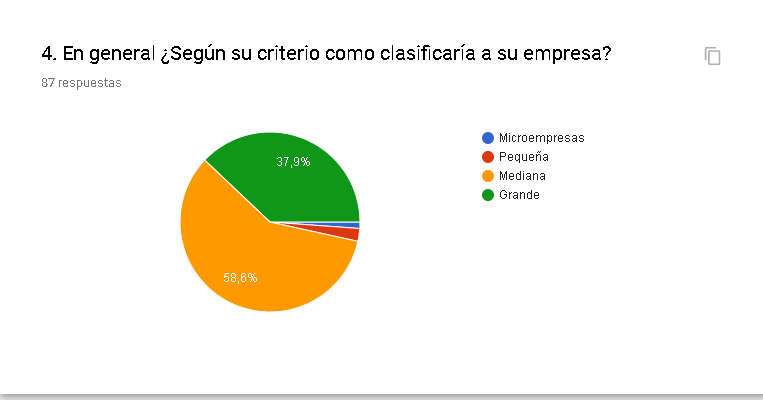 4. En general ¿Según su criterio como clasificaría a su empresa?
87 respuestas
37,9%
58,6%
Microempresas
Pequeña
Mediana
Grande